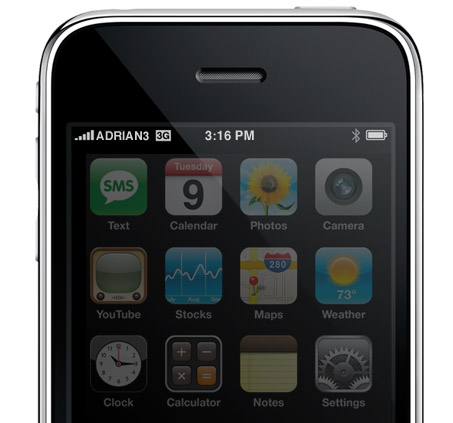 ADRIAN3 3G 3:16 PM
SMS Tuesday 9 280
Text Calendar Photos Camera
73°
YouTube Stocks Maps Weather
Clock Calculator Notes Settings